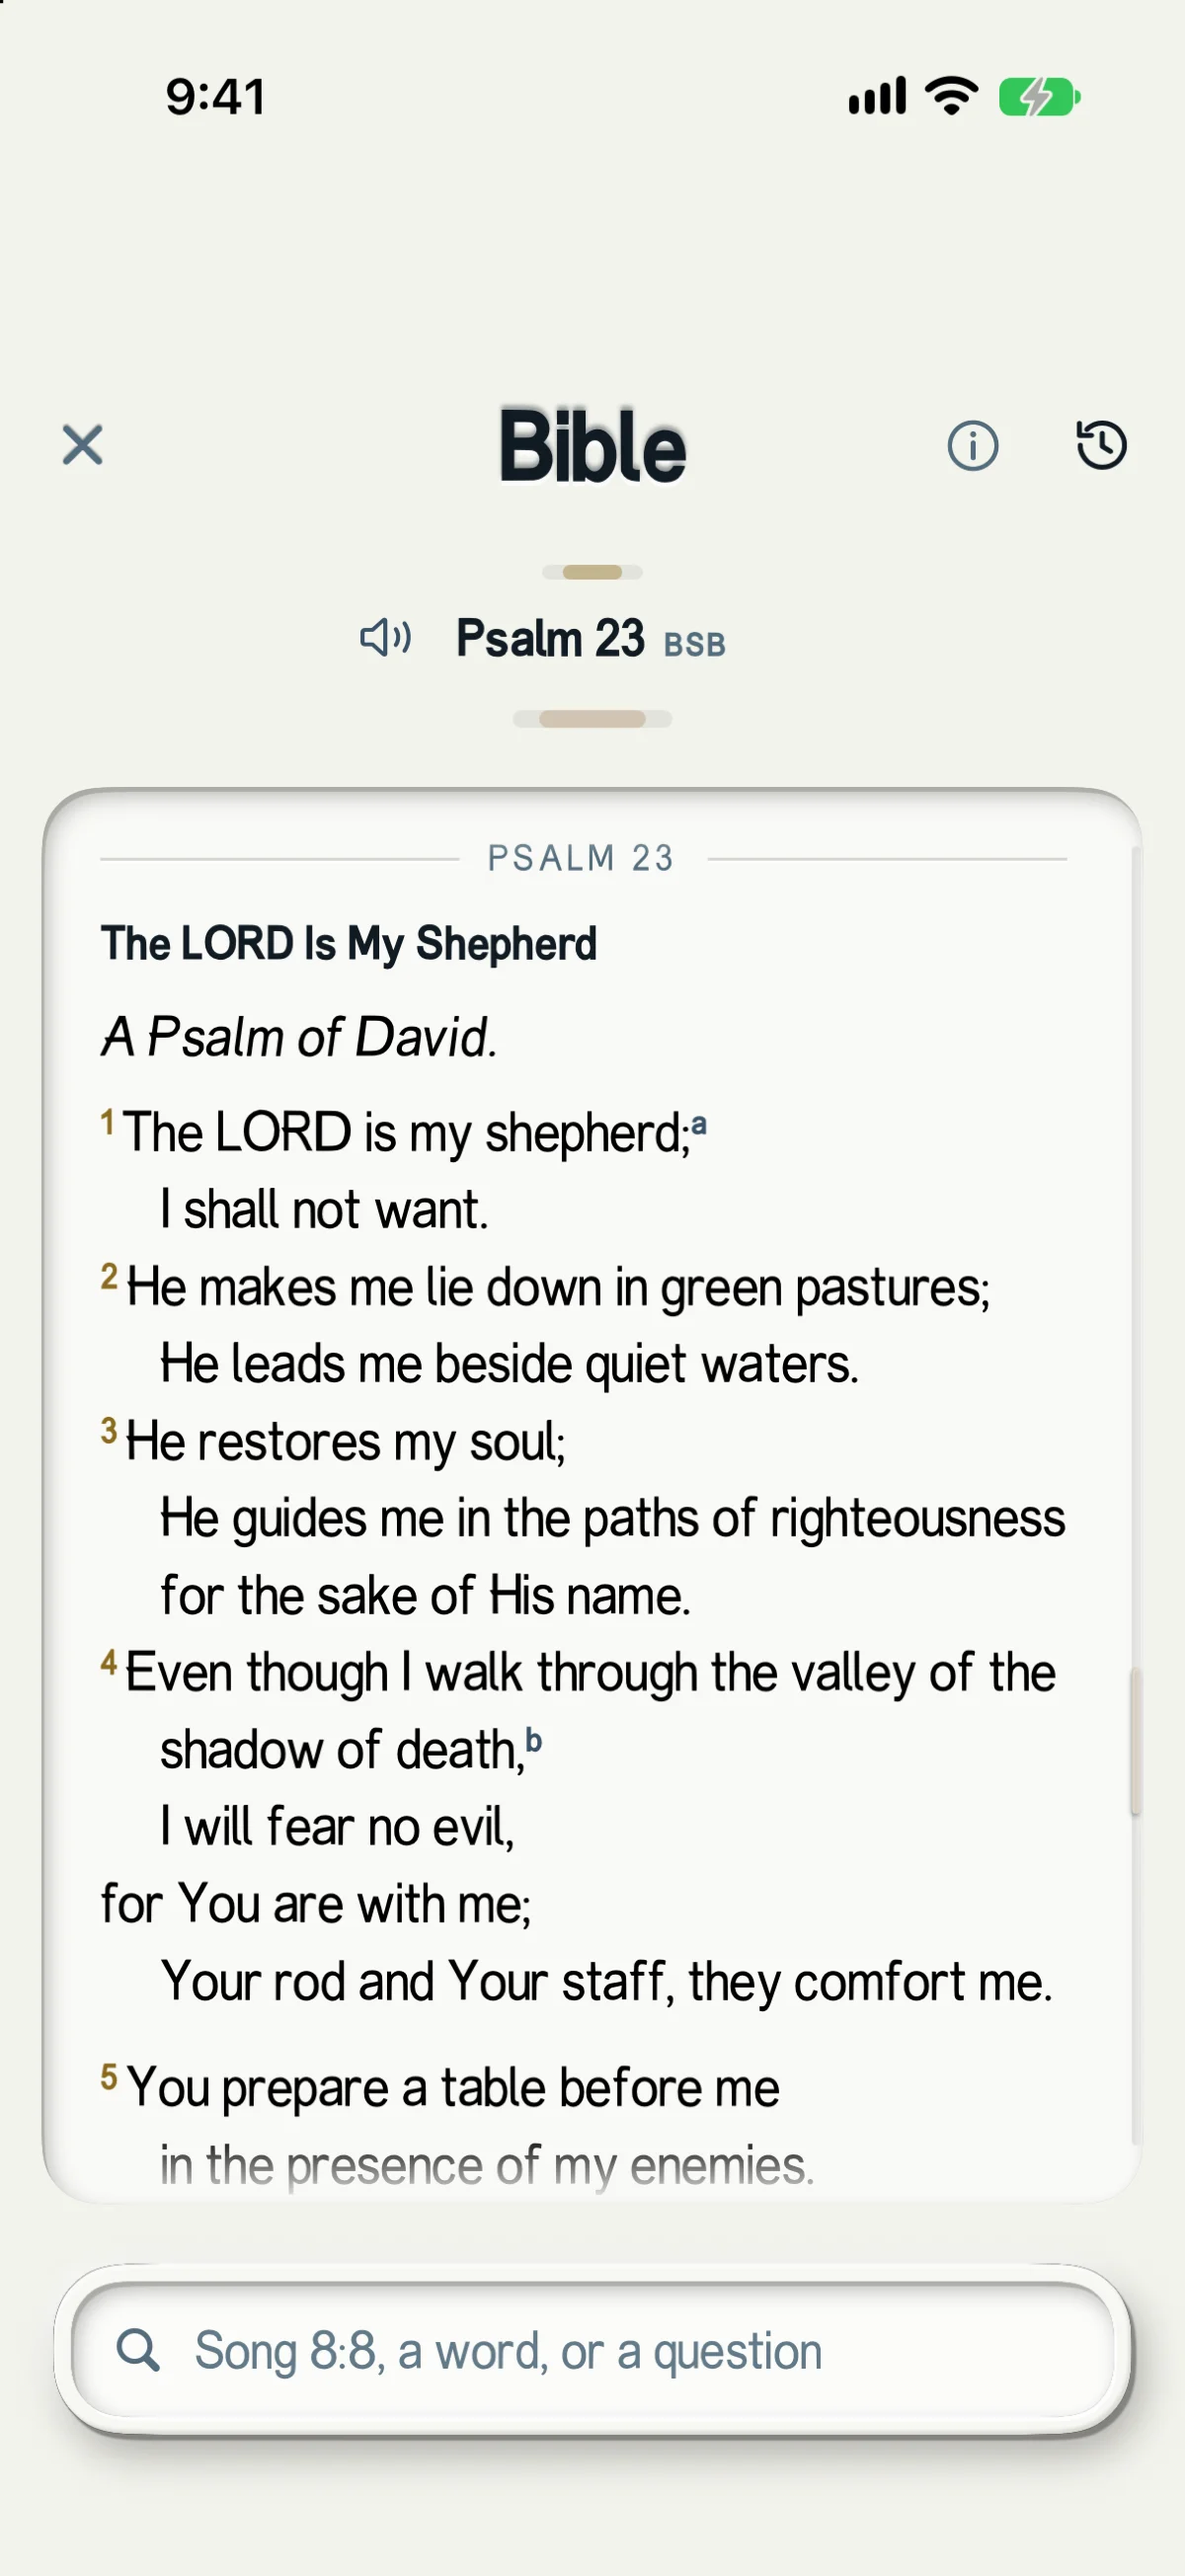 9:41
Bible
Psalm 23 BSB
PSALM 23
The LORD Is My Shepherd
A Psalm of David.
1 The LORD is my shepherd;a
I shall not want.
2 He makes me lie down in green pastures;
He leads me beside quiet waters.
3 He restores my soul;
He guides me in the paths of righteousness
for the sake of His name.
4 Even though I walk through the valley of the
shadow of death,b
I will fear no evil,
for You are with me;
Your rod and Your staff, they comfort me.
5 You prepare a table before me
in the presence of my enemies.
Song 8:8, a word, or a question